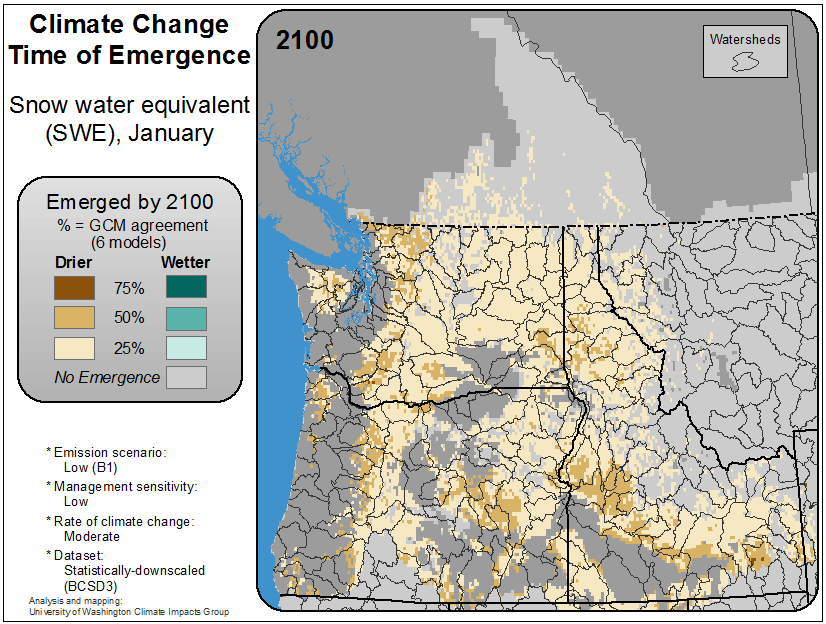 Climate Change
Time of Emergence
Snow water equivalent
(SWE), January
Emerged by 2100
% = GCM agreement
(6 models)
Drier
Wetter
75%
50%
25%
No Emergence
* Emission scenario:
Low (B1)
* Management sensitivity:
Low
* Rate of climate change:
Moderate
* Dataset:
Statistically-downscaled
(BCSD3)
Analysis and mapping:
University of Washington Climate Impacts Group
2100
Watersheds